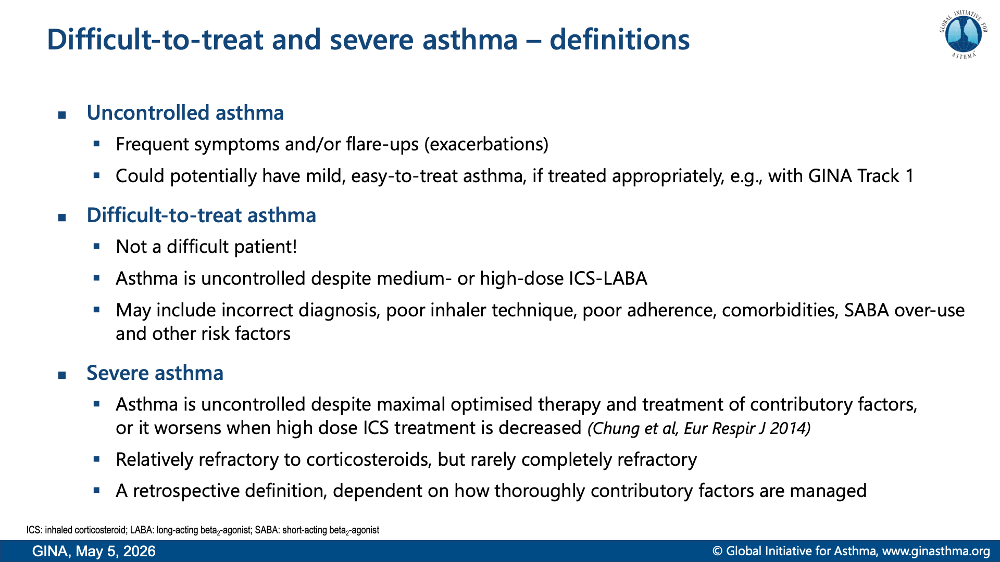 Difficult-to-treat and severe asthma – definitions
GLOBAL INITIATIVE FOR
ASTHMA
■ Uncontrolled asthma
▪ Frequent symptoms and/or flare-ups (exacerbations)
▪ Could potentially have mild, easy-to-treat asthma, if treated appropriately, e.g., with GINA Track 1
■ Difficult-to-treat asthma
▪ Not a difficult patient!
▪ Asthma is uncontrolled despite medium- or high-dose ICS-LABA
▪ May include incorrect diagnosis, poor inhaler technique, poor adherence, comorbidities, SABA over-use
and other risk factors
■ Severe asthma
▪ Asthma is uncontrolled despite maximal optimised therapy and treatment of contributory factors,
or it worsens when high dose ICS treatment is decreased (Chung et al, Eur Respir J 2014)
▪ Relatively refractory to corticosteroids, but rarely completely refractory
▪ A retrospective definition, dependent on how thoroughly contributory factors are managed
ICS: inhaled corticosteroid; LABA: long-acting beta₂-agonist; SABA: short-acting beta₂-agonist
GINA, May 5, 2026
© Global Initiative for Asthma, www.ginasthma.org